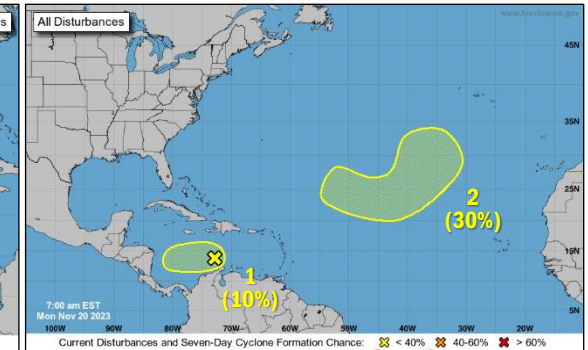 s
All Disturbances
www.hurricanes.gov
45N
35N
25N
15N
5N
2
(30%)
1
(10%)
7:00 am EST
Mon Nov 20 2023
100W 90W 80W 70W 60W 50W 40W 30W 20W
Current Disturbances and Seven-Day Cyclone Formation Chance: < 40% 40-60% > 60%